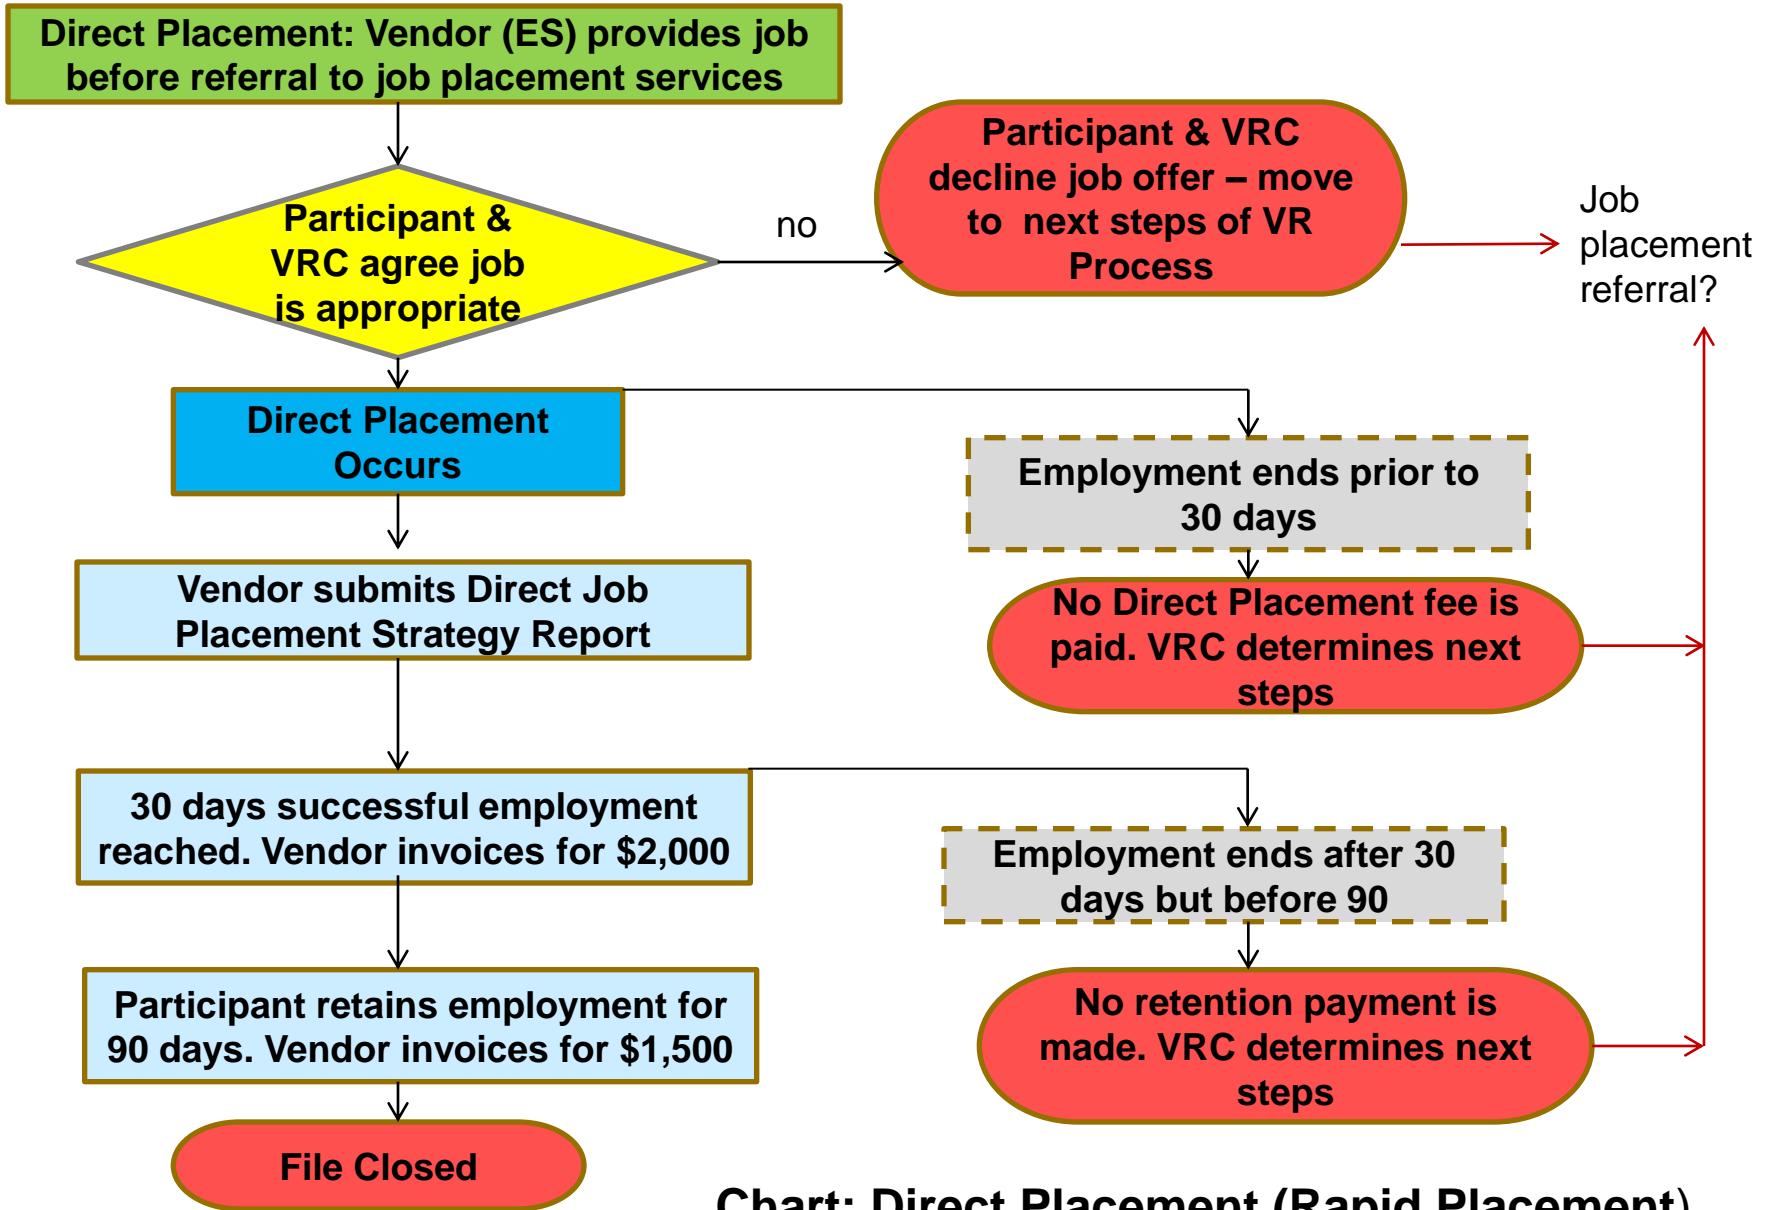 Direct Placement: Vendor (ES) provides job
before referral to job placement services
Participant & VRC
decline job offer – move
to next steps of VR
Process
Job
placement
referral?
Participant &
VRC agree job
is appropriate
no
Direct Placement
Occurs
Employment ends prior to
30 days
Vendor submits Direct Job
Placement Strategy Report
No Direct Placement fee is
paid. VRC determines next
steps
30 days successful employment
reached. Vendor invoices for $2,000
Employment ends after 30
days but before 90
Participant retains employment for
90 days. Vendor invoices for $1,500
No retention payment is
made. VRC determines next
steps
File Closed
Chart: Direct Placement (Rapid Placement)